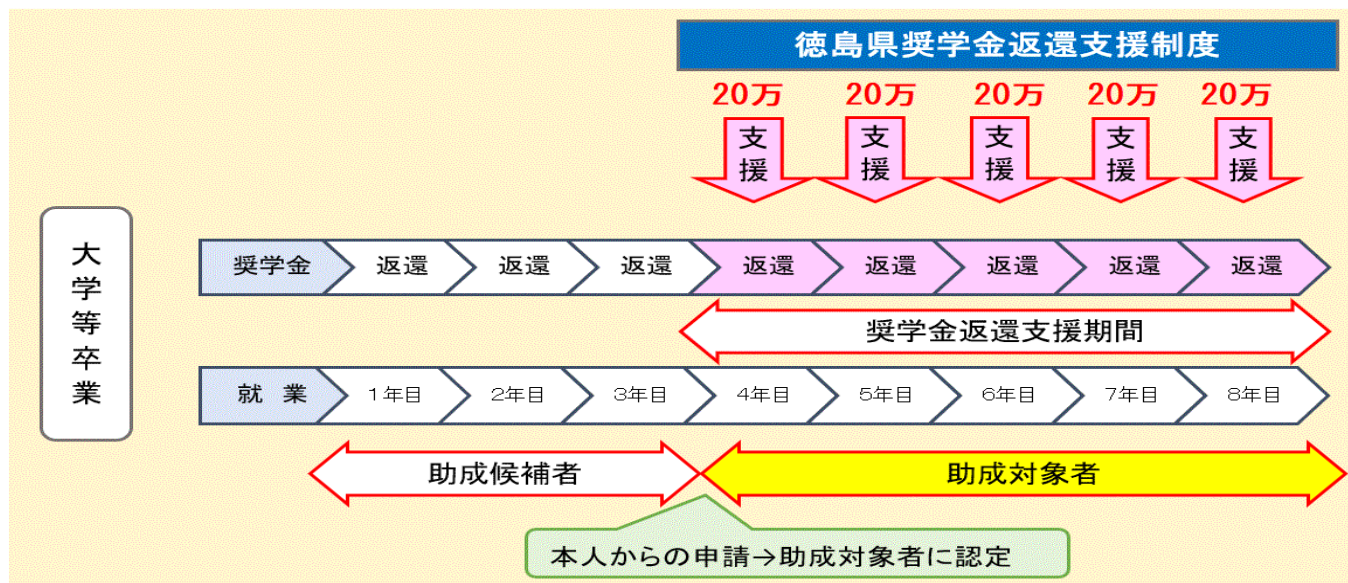 徳島県奨学金返還支援制度
20万 20万 20万 20万 20万
支援 支援 支援 支援 支援
大学等卒業
奨学金 返還 返還 返還 返還 返還 返還 返還 返還
奨学金返還支援期間
就業 1年目 2年目 3年目 4年目 5年目 6年目 7年目 8年目
助成候補者 助成対象者
本人からの申請→助成対象者に認定